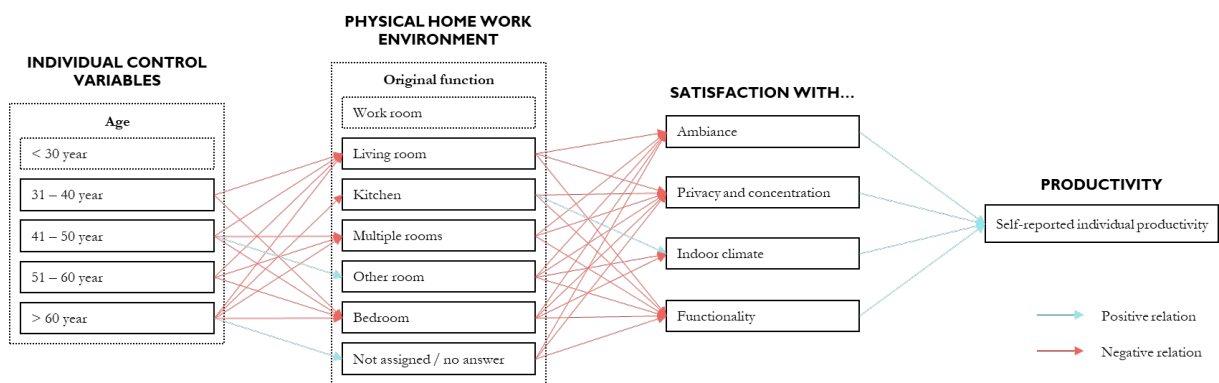 INDIVIDUAL CONTROL
VARIABLES
Age
< 30 year
31 – 40 year
41 – 50 year
51 – 60 year
> 60 year
PHYSICAL HOME WORK
ENVIRONMENT
Original function
Work room
Living room
Kitchen
Multiple rooms
Other room
Bedroom
Not assigned / no answer
SATISFACTION WITH...
Ambiance
Privacy and concentration
Indoor climate
Functionality
PRODUCTIVITY
Self-reported individual productivity
Positive relation
Negative relation